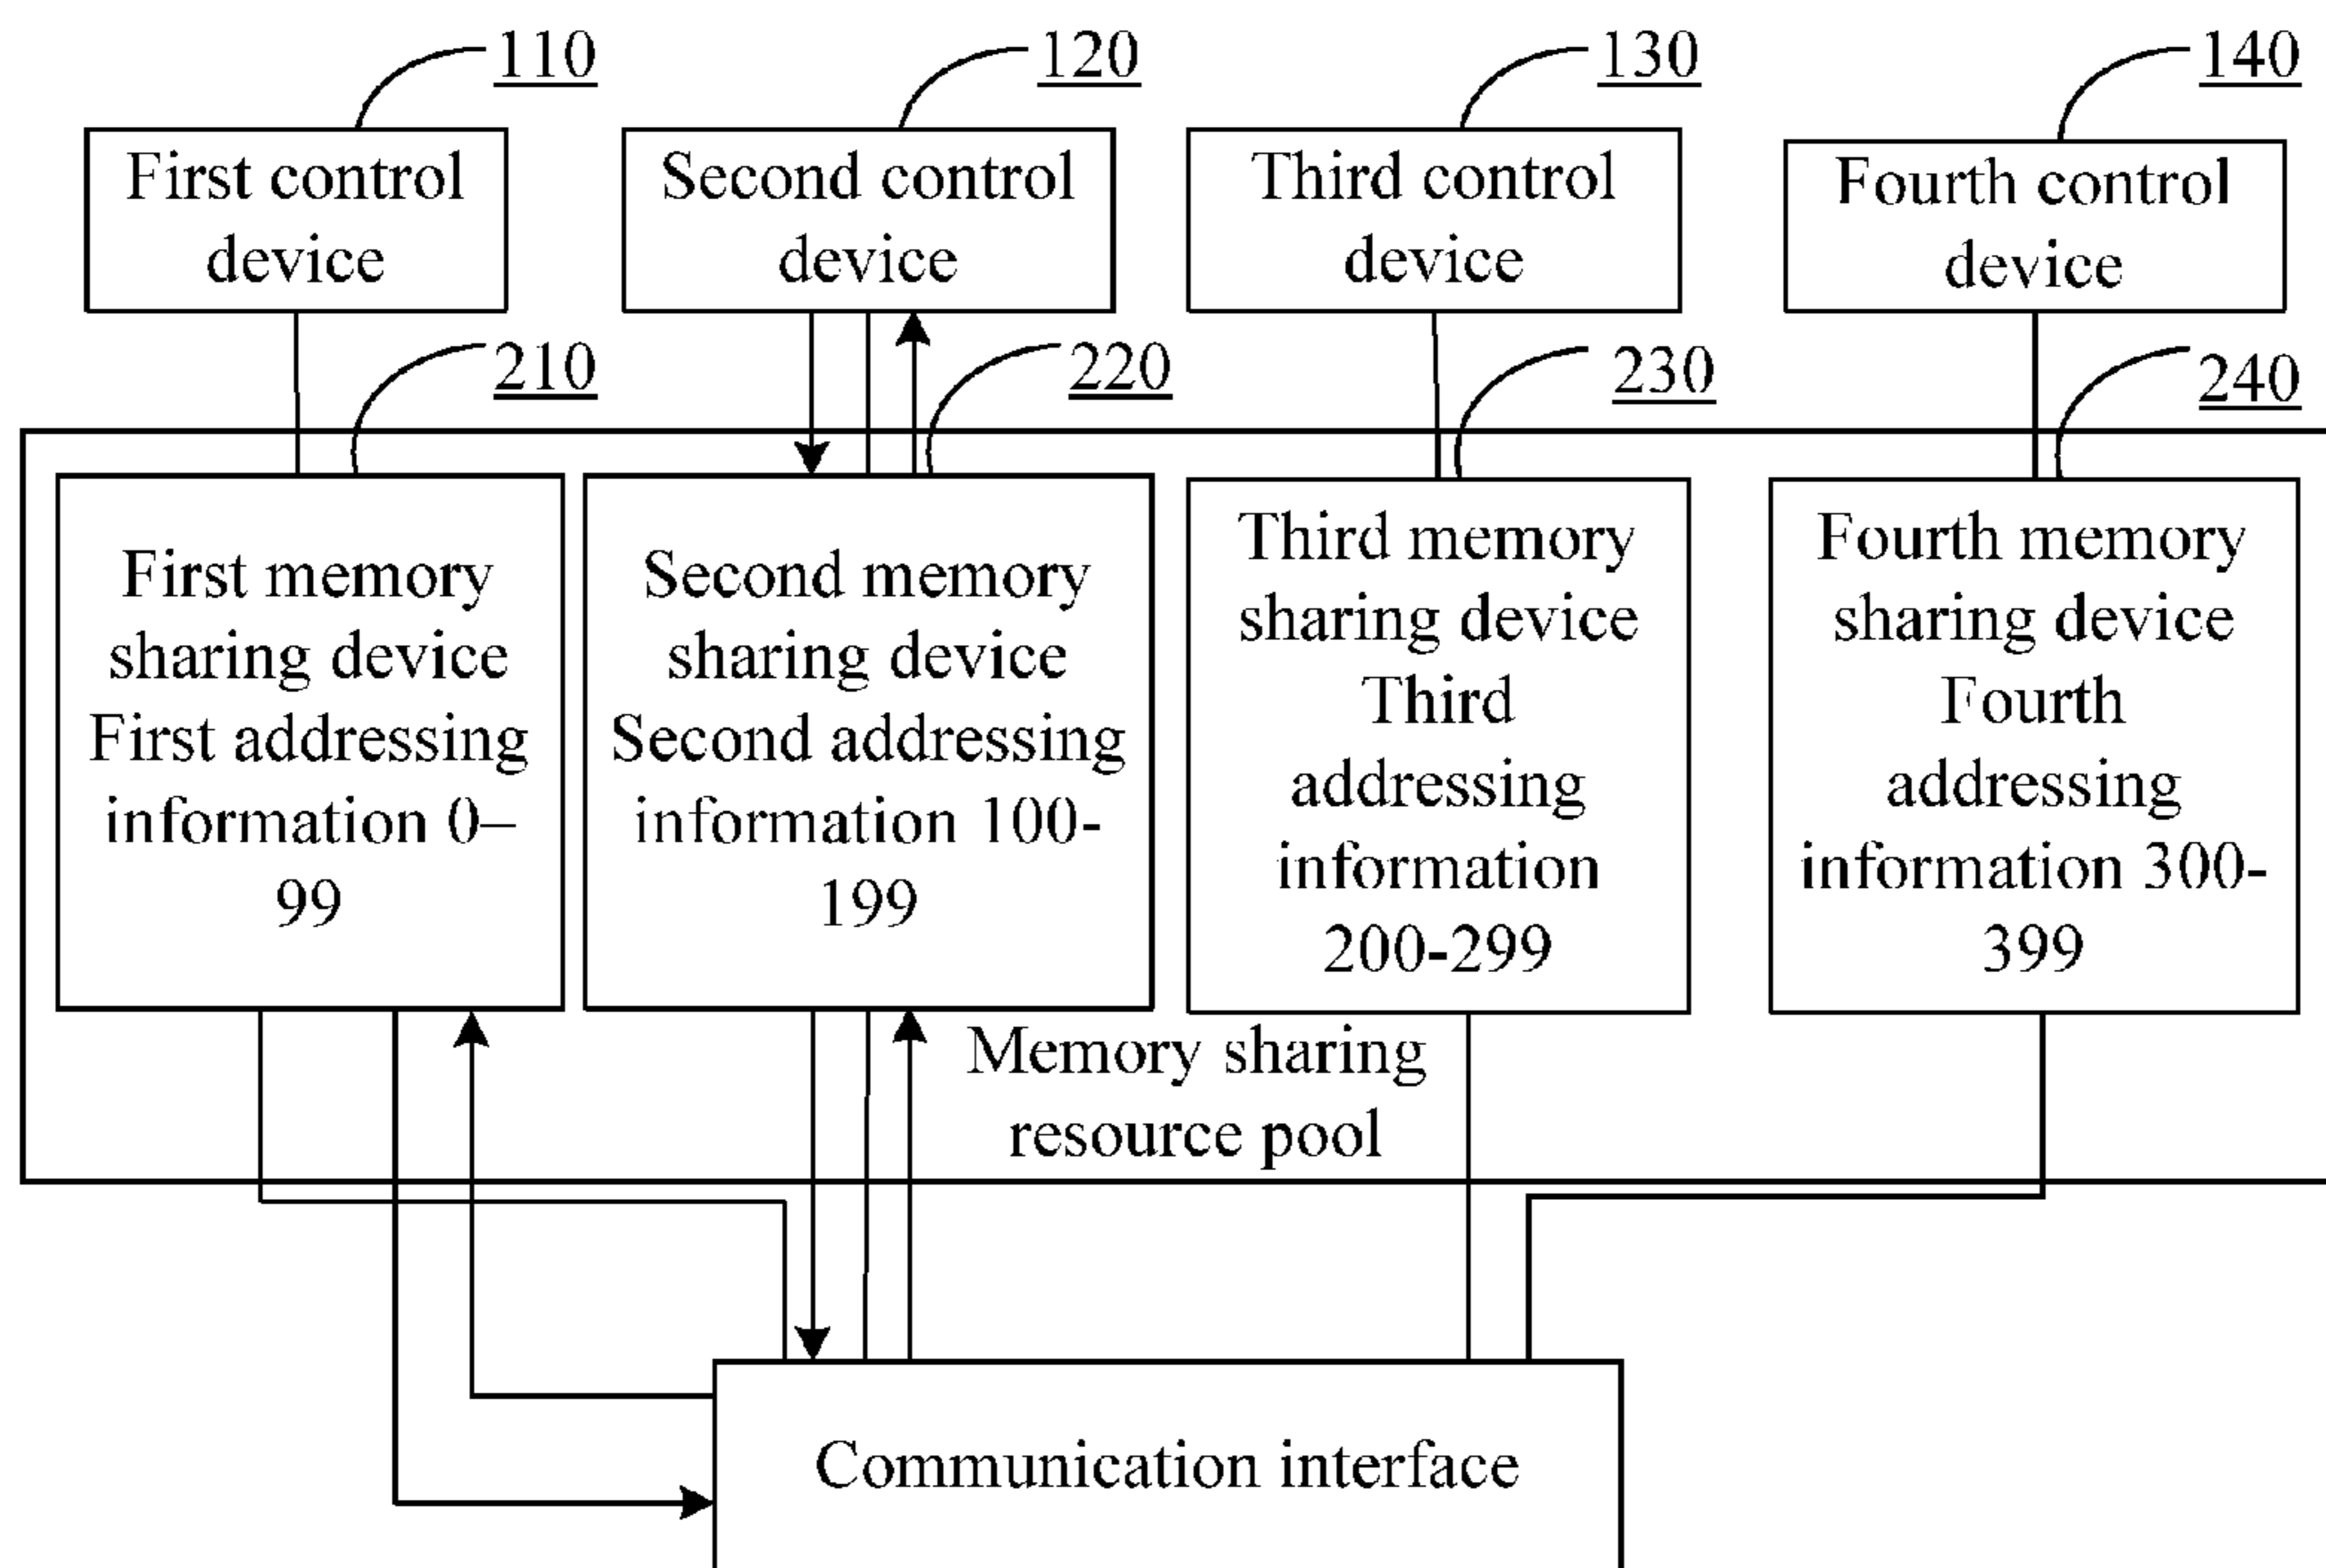 110
120
130
140
First control
device
Second control
device
Third control
device
Fourth control
device
210
220
230
240
First memory
sharing device
First addressing
information 0–
99
Second memory
sharing device
Second addressing
information 100-
199
Third memory
sharing device
Third
addressing
information
200-299
Fourth memory
sharing device
Fourth
addressing
information 300-
399
Memory sharing
resource pool
Communication interface